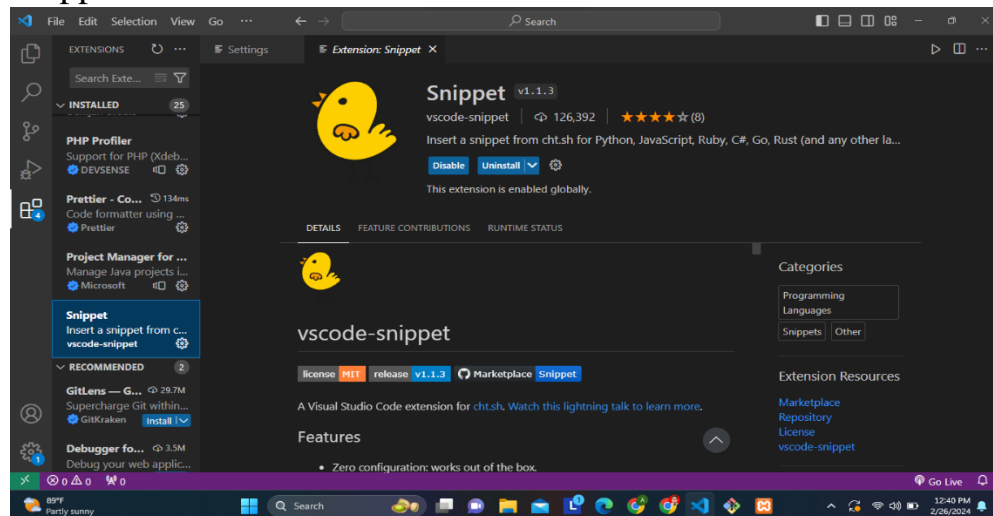 File Edit Selection View Go ··· Search
EXTENSIONS
Settings
Extension: Snippet
Search Exte...
INSTALLED 25
PHP Profiler
Support for PHP (Xdeb...
DEVSENSE
Prettier - Co... 134ms
Code formatter using ...
Prettier
Project Manager for ...
Manage Java projects i...
Microsoft
Snippet
Insert a snippet from c...
vscode-snippet
RECOMMENDED 2
GitLens — G... 29.7M
Supercharge Git within...
GitKraken Install
Debugger fo... 3.5M
Debug your web applic...
Snippet v1.1.3
vscode-snippet 126,392 (8)
Insert a snippet from cht.sh for Python, JavaScript, Ruby, C#, Go, Rust (and any other la...
Disable Uninstall
This extension is enabled globally.
DETAILS FEATURE CONTRIBUTIONS RUNTIME STATUS
vscode-snippet
license MIT release v1.1.3 Marketplace Snippet
A Visual Studio Code extension for cht.sh. Watch this lightning talk to learn more.
Features
• Zero configuration: works out of the box.
Categories
Programming
Languages
Snippets Other
Extension Resources
Marketplace
Repository
License
vscode-snippet
4
1
0 0 0 Go Live
89°F
Partly sunny
Search
12:40 PM
2/26/2024